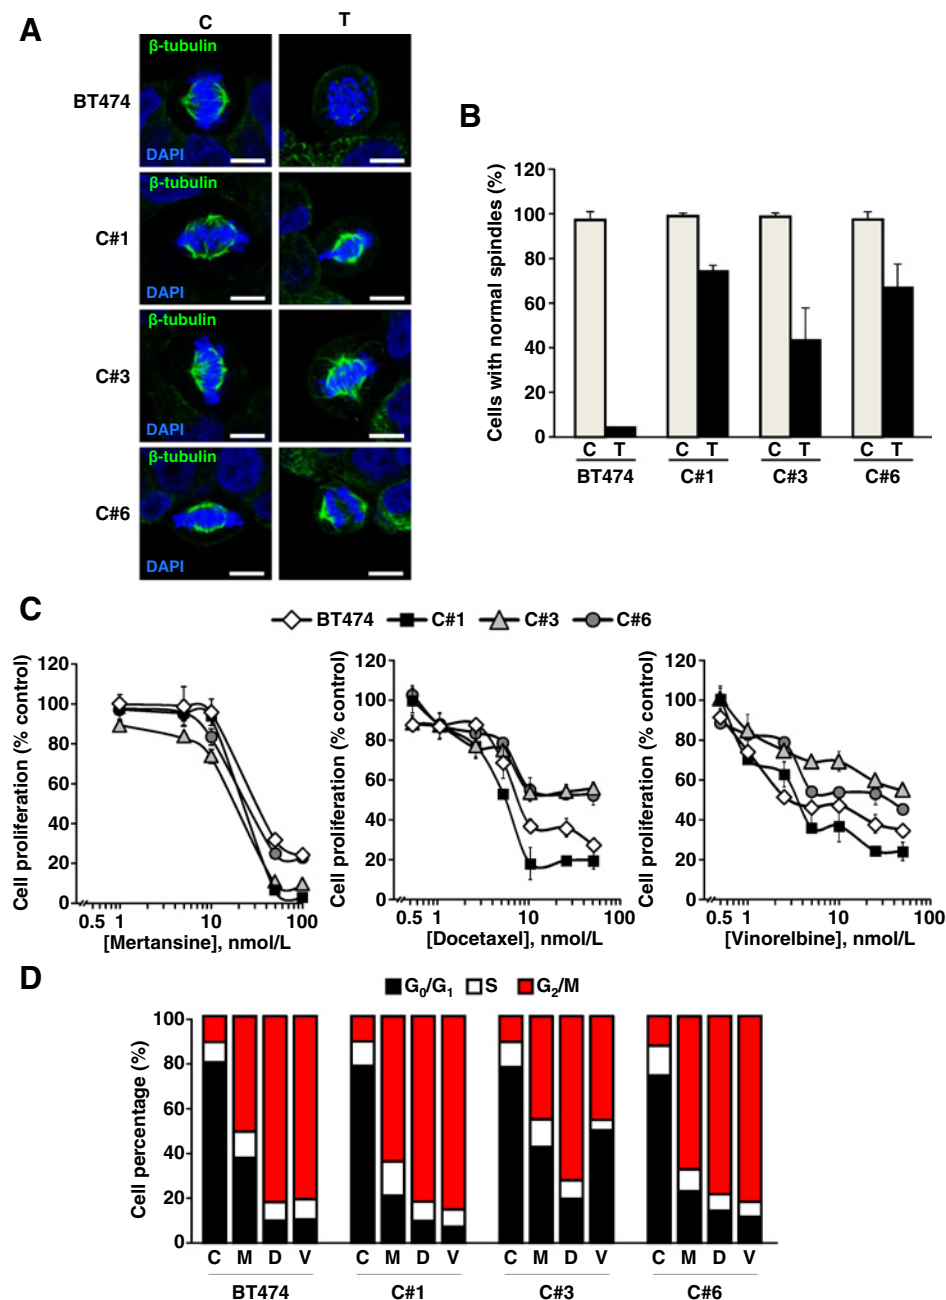 A
C T
β-tubulin
BT474
DAPI
β-tubulin
C#1
DAPI
β-tubulin
C#3
DAPI
β-tubulin
C#6
DAPI
B
Cells with normal spindles (%)
120
100
80
60
40
20
0
C T C T C T C T
BT474 C#1 C#3 C#6
C
BT474 C#1 C#3 C#6
Cell proliferation (% control)
120
100
80
60
40
20
0
0.5 1 10 100
[Mertansine], nmol/L
Cell proliferation (% control)
120
100
80
60
40
20
0
0.5 1 10 100
[Docetaxel], nmol/L
Cell proliferation (% control)
120
100
80
60
40
20
0
0.5 1 10 100
[Vinorelbine], nmol/L
D
G₀/G₁ S G₂/M
Cell percentage (%)
100
80
60
40
20
0
C M D V C M D V C M D V C M D V
BT474 C#1 C#3 C#6